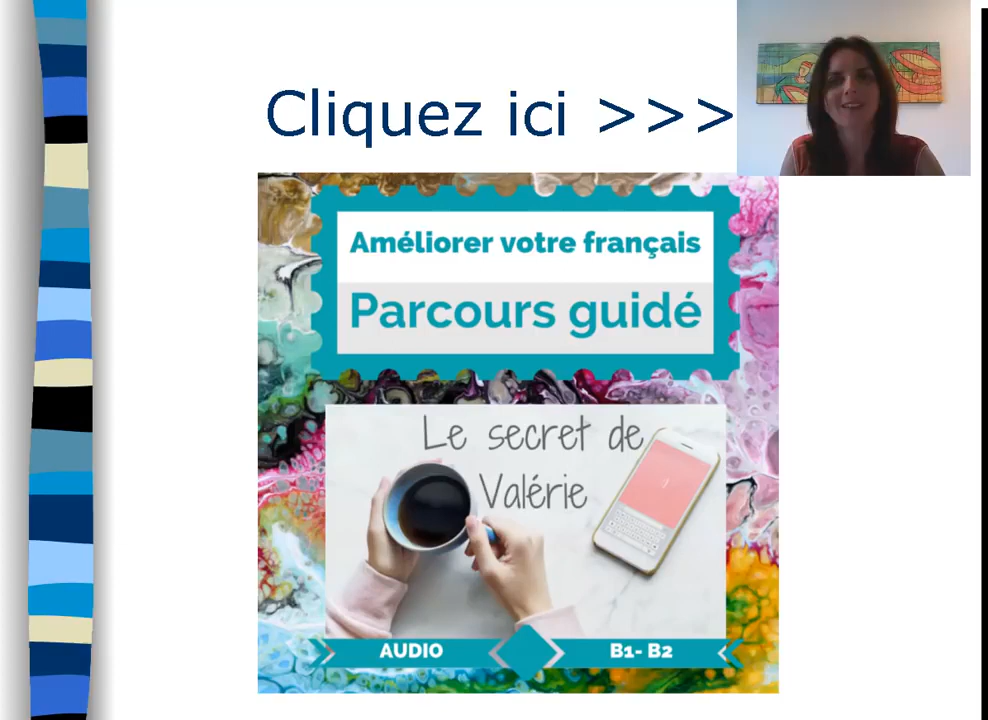 Cliquez ici >>>
Améliorer votre français
Parcours guidé
Le secret de
Valérie
AUDIO
B1- B2